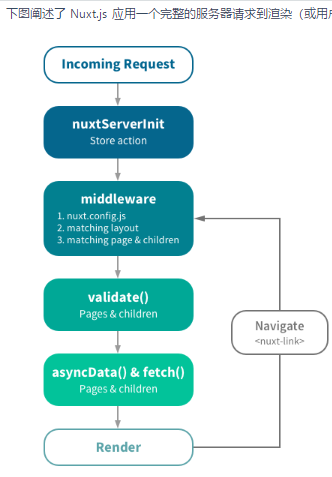 下图阐述了 Nuxt.js 应用一个完整的服务器请求到渲染（或用
Incoming Request
nuxtServerInit
Store action
middleware
1. nuxt.config.js
2. matching layout
3. matching page & children
validate()
Pages & children
Navigate
<nuxt-link>
asyncData() & fetch()
Pages & children
Render